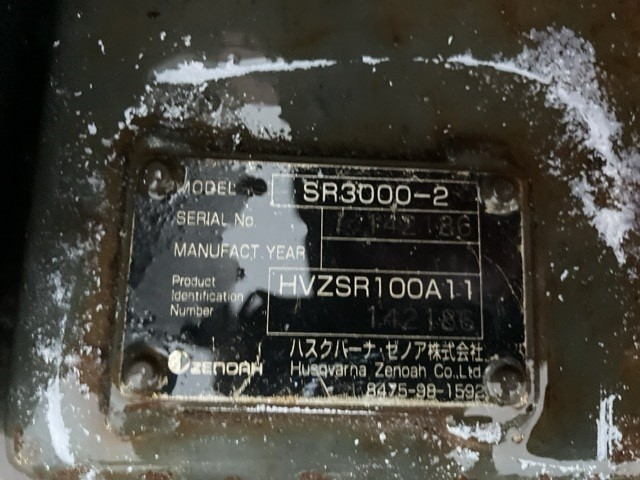 MODEL SR3000-2
SERIAL No. 142186
MANUFACT. YEAR
Product
Identification
Number
HVZSR100A11
142186
ZENOAH
ハスクバーナ・ゼノア株式会社
Husqvarna Zenoah Co.,Ltd.
8475-98-1592